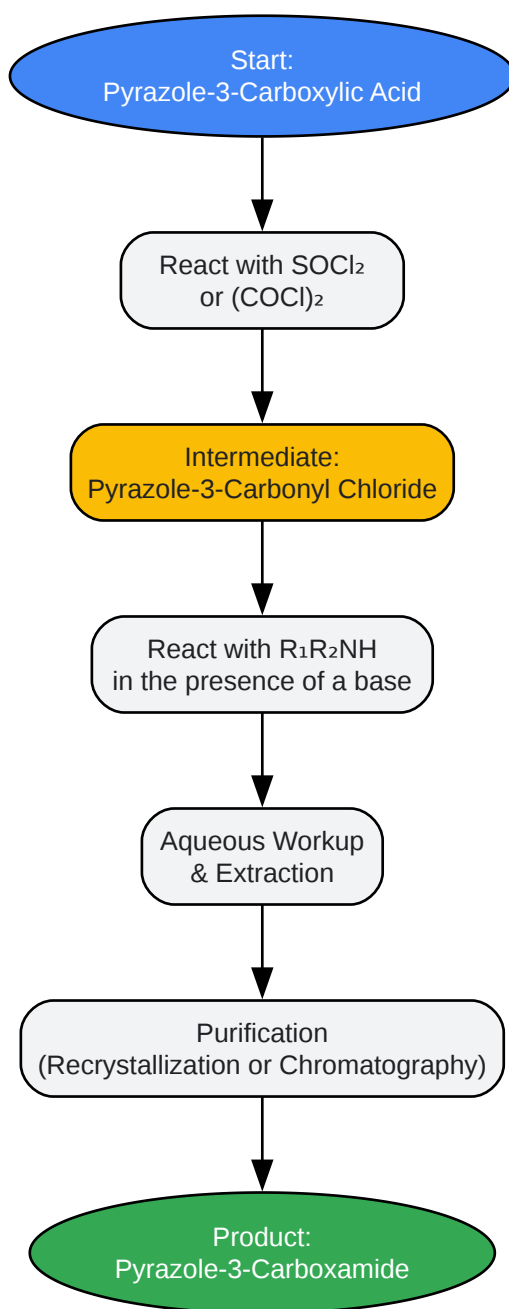 Start:
Pyrazole-3-Carboxylic Acid
React with SOCl₂
or (COCl)₂
Intermediate:
Pyrazole-3-Carbonyl Chloride
React with R₁R₂NH
in the presence of a base
Aqueous Workup
& Extraction
Purification
(Recrystallization or Chromatography)
Product:
Pyrazole-3-Carboxamide